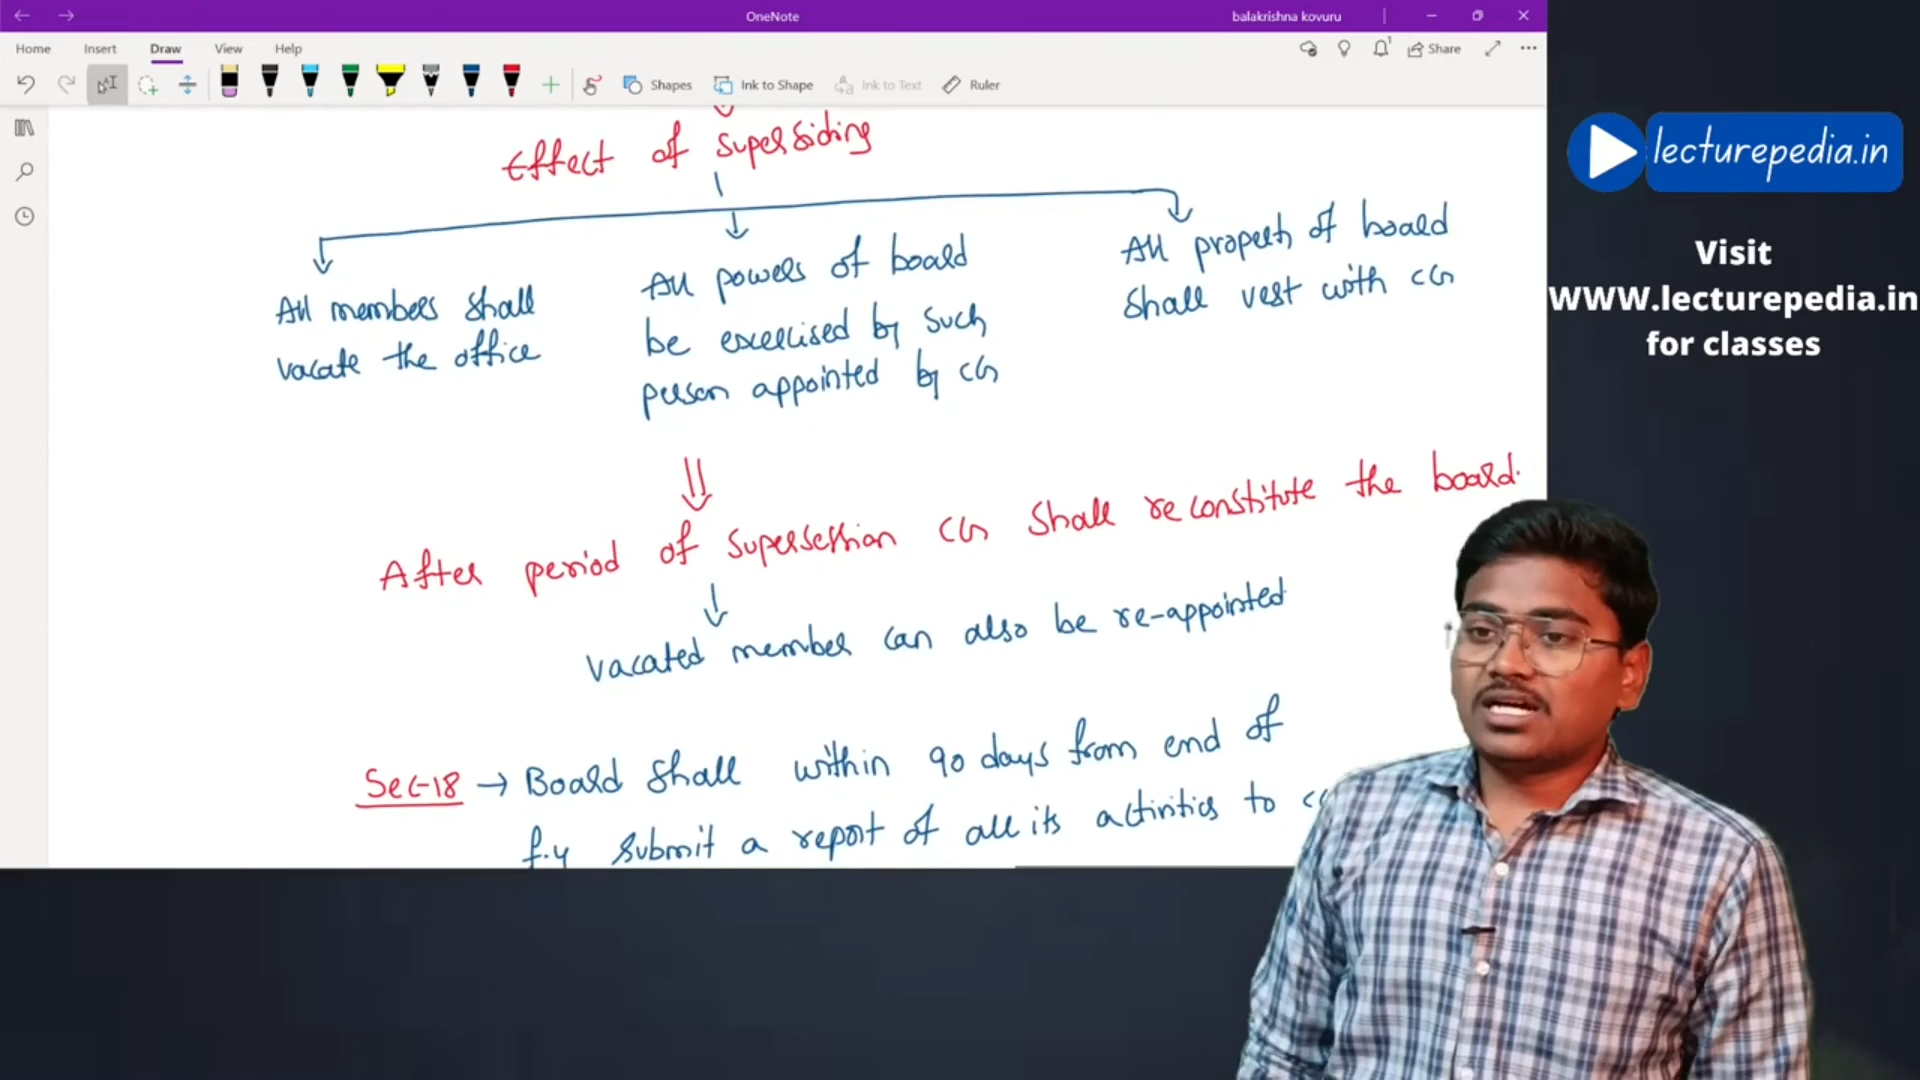 OneNote
balakrishna kovuru
Home Insert Draw View Help
1
Share
Shapes Ink to Shape Ink to Text Ruler
Effect of Supersiding
All members shall
vacate the office
All powers of board
be exercised by such
person appointed by CG
All property of board
shall vest with CG
After period of Supersession CG shall reconstitute the board.
vacated member can also be re-appointed
Sec-18 → Board shall within 90 days from end of
f.y submit a report of all its activities to
lecturepedia.in
Visit
WWW.lecturepedia.in
for classes